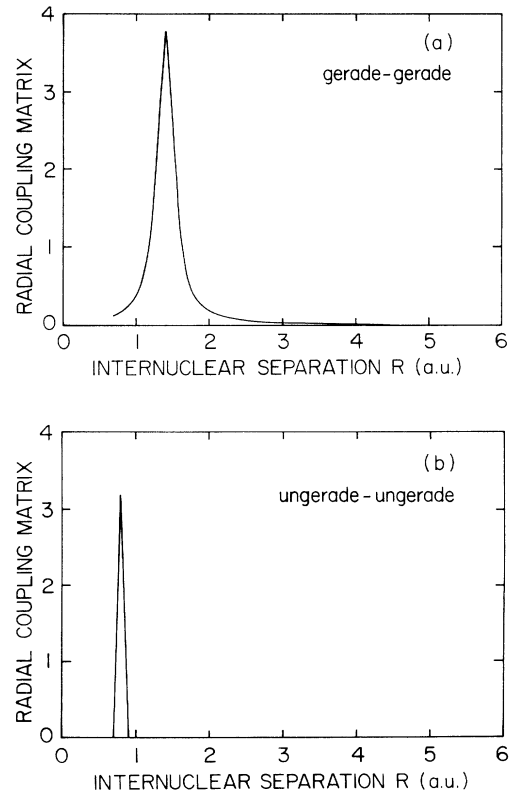 4
(a)
gerade-gerade
3
2
1
0
RADIAL COUPLING MATRIX
0 1 2 3 4 5 6
INTERNUCLEAR SEPARATION R (a.u.)
4
(b)
ungerade-ungerade
3
2
1
0
RADIAL COUPLING MATRIX
0 1 2 3 4 5 6
INTERNUCLEAR SEPARATION R (a.u.)